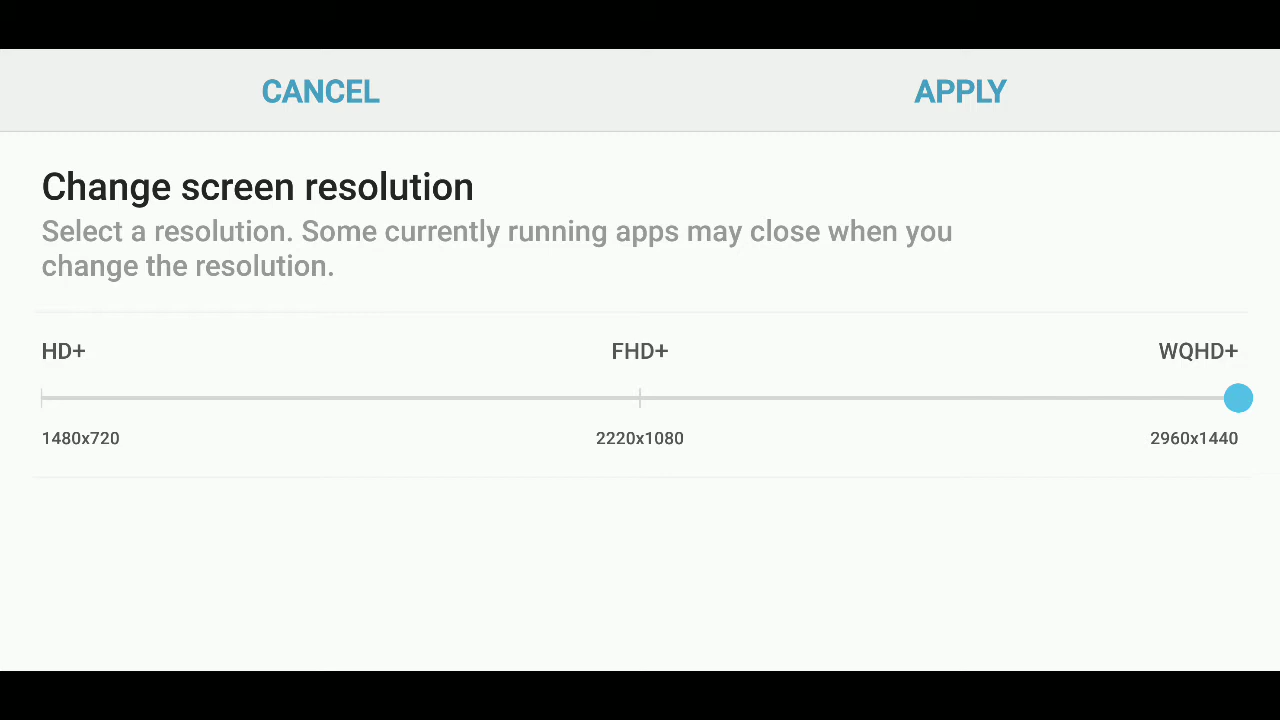 CANCEL
APPLY
Change screen resolution
Select a resolution. Some currently running apps may close when you
change the resolution.
HD+
FHD+
WQHD+
1480x720
2220x1080
2960x1440